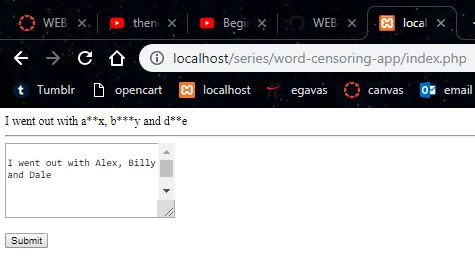 WEB
then
Begin
WEB
local
localhost/series/word-censoring-app/index.php
Tumblr
opencart
localhost
egavas
canvas
email
I went out with a**x, b***y and d**e
I went out with Alex, Billy
and Dale
Submit